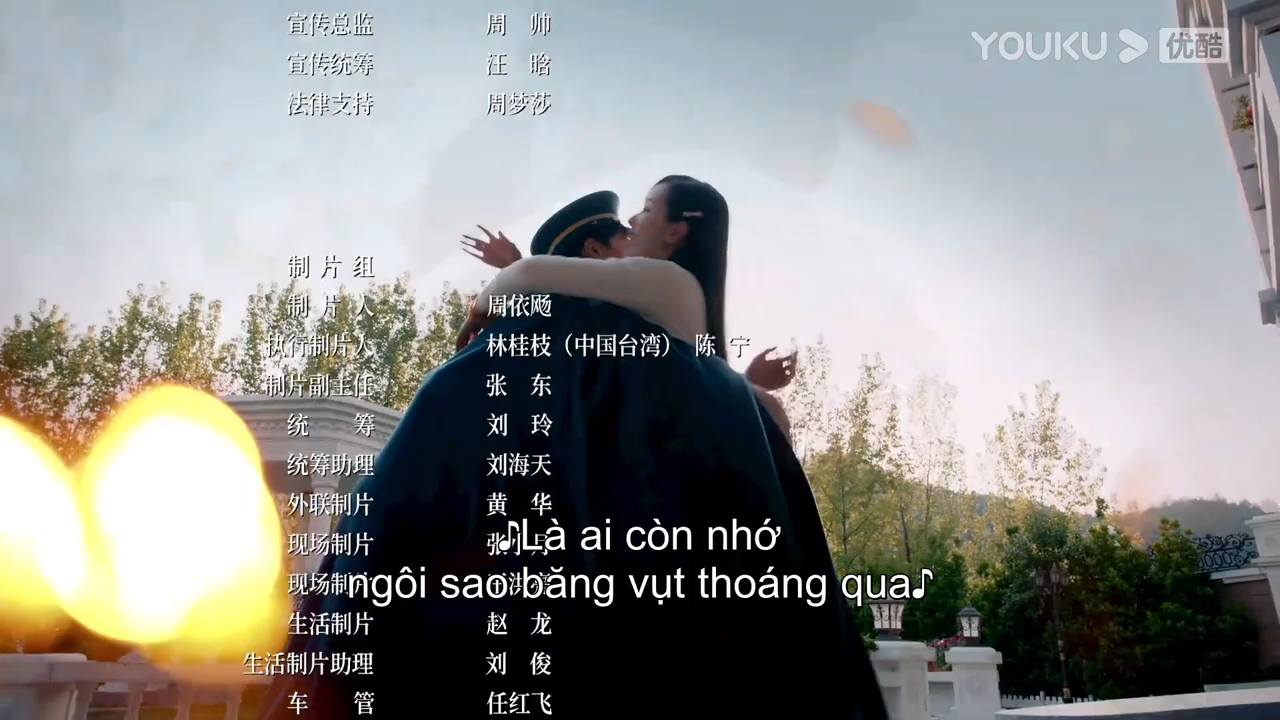 YOUKU 优酷
宣传总监 周 帅
宣传统筹 汪 晗
法律支持 周梦莎
制 片 组
制 片 人 周依飏
执行制片人 林桂枝（中国台湾） 陈 宁
制片副主任 张 东
统 筹 刘 玲
统筹助理 刘海天
外联制片 黄 华
现场制片 张小
♪Là ai còn nhớ
现场制片 洪
ngôi sao băng vụt thoáng qua♪
生活制片 赵 龙
生活制片助理 刘 俊
车 管 任红飞